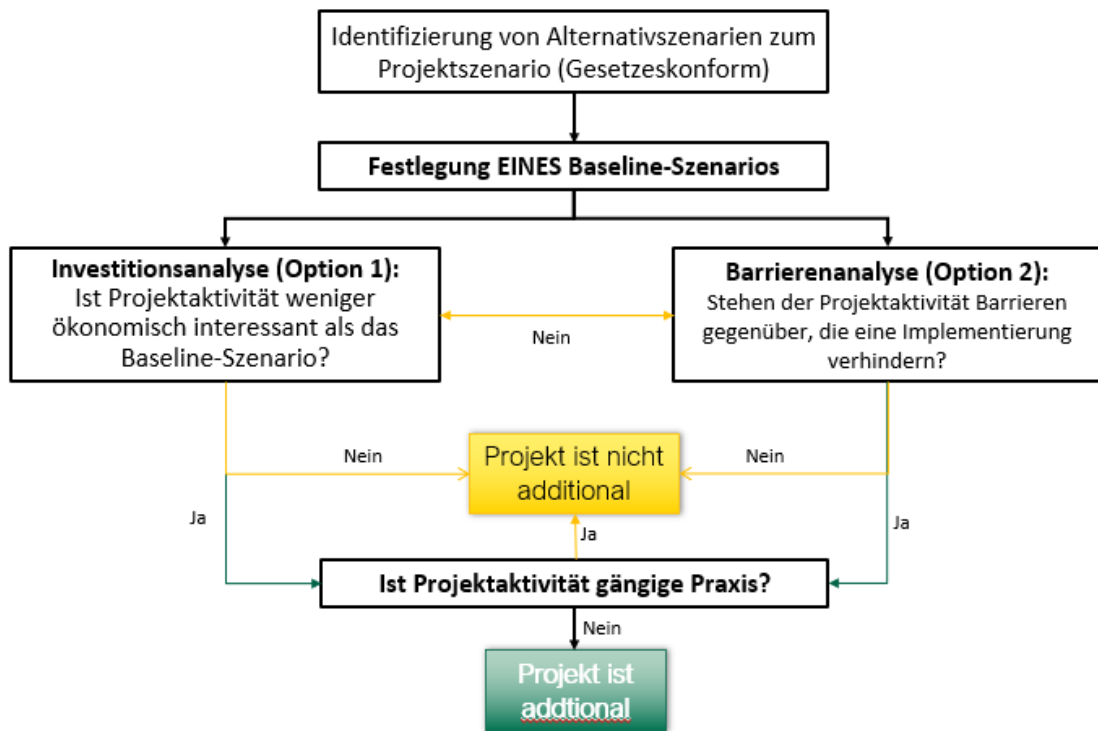 Identifizierung von Alternativszenarien zum
Projektszenario (Gesetzeskonform)
Festlegung EINES Baseline-Szenarios
Investitionsanalyse (Option 1):
Ist Projektaktivität weniger
ökonomisch interessant als das
Baseline-Szenario?
Nein
Barrierenanalyse (Option 2):
Stehen der Projektaktivität Barrieren
gegenüber, die eine Implementierung
verhindern?
Nein
Projekt ist nicht
additional
Nein
Ja
Ja
Ja
Ist Projektaktivität gängige Praxis?
Nein
Projekt ist
addtional